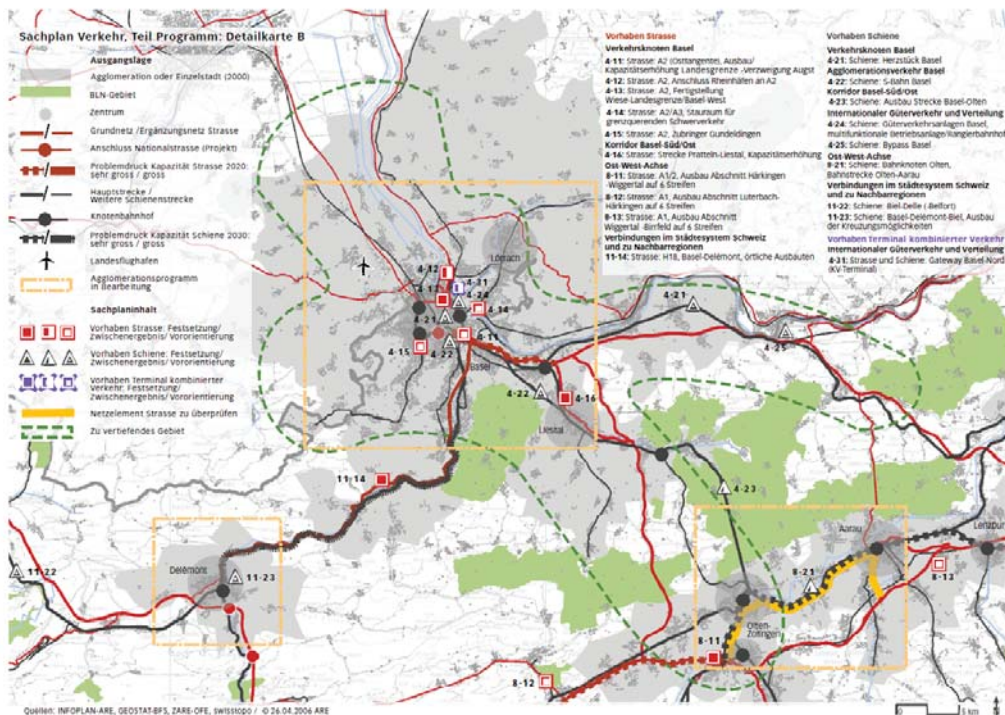 Sachplan Verkehr, Teil Programm: Detailkarte B
Ausgangslage
Agglomeration oder Einzelstadt (2000)
BLN-Gebiet
Zentrum
Grundnetz /Ergänzungsnetz Strasse
Anschluss Nationalstrasse (Projekt)
Problemdruck Kapazität Strasse 2020:
sehr gross / gross
Hauptstrecke /
Weitere Schienenstrecke
Knotenbahnhof
Problemdruck Kapazität Schiene 2030:
sehr gross / gross
Landesflughafen
Agglomerationsprogramm
in Bearbeitung
Sachplaninhalt
Vorhaben Strasse: Festsetzung/
Zwischenergebnis/ Vororientierung
Vorhaben Schiene: Festsetzung/
Zwischenergebnis/ Vororientierung
Vorhaben Terminal kombinierter
Verkehr: Festsetzung/
Zwischenergebnis/ Vororientierung
Netzelement Strasse zu überprüfen
Zu vertiefendes Gebiet
Vorhaben Strasse
Verkehrsknoten Basel
4-11: Strasse: A2 (Osttangente), Ausbau/
Kapazitätserhöhung Landesgrenze -Verzweigung Augst
4-12: Strasse: A2, Anschluss Rheinhäfen an A2
4-13: Strasse: A2, Fertigstellung
Wiese-Landesgrenze/Basel-West
4-14: Strasse: A2/A3, Stauraum für
grenzquerenden Schwerverkehr
4-15: Strasse: A2, Zubringer Gundeldingen
Korridor Basel-Süd/Ost
4-16: Strasse: Strecke Pratteln-Liestal, Kapazitätserhöhung
Ost-West-Achse
8-11: Strasse: A1/2, Ausbau Abschnitt Härkingen
-Wiggertal auf 6 Streifen
8-12: Strasse: A1, Ausbau Abschnitt Luterbach-
Härkingen auf 6 Streifen
8-13: Strasse: A1, Ausbau Abschnitt
Wiggertal -Birrfeld auf 6 Streifen
Verbindungen im Städtesystem Schweiz
und zu Nachbarregionen
11-14: Strasse: H18, Basel-Delémont, örtliche Ausbauten
Vorhaben Schiene
Verkehrsknoten Basel
4-21: Schiene: Herzstück Basel
Agglomerationsverkehr Basel
4-22: Schiene: S-Bahn Basel
Korridor Basel-Süd/Ost
4-23: Schiene: Ausbau Strecke Basel-Olten
Internationaler Güterverkehr und Verteilung
4-24: Schiene: Güterverkehrsanlagen Basel,
multifunktionale Betriebsanlage/Rangierbahnhof
4-25: Schiene: Bypass Basel
Ost-West-Achse
8-21: Schiene: Bahnknoten Olten,
Bahnstrecke Olten-Aarau
Verbindungen im Städtesystem Schweiz
und zu Nachbarregionen
11-22: Schiene: Biel-Delle (-Belfort)
11-23: Schiene: Basel-Delémont-Biel, Ausbau
der Kreuzungsmöglichkeiten
Vorhaben Terminal kombinierter Verkehr
Internationaler Güterverkehr und Verteilung
4-31: Strasse und Schiene: Gateway Basel-Nord
(KV-Terminal)
Lörrach
4-12
4-31
4-13
4-24
4-14
4-21
4-21
4-25
4-15
4-22
4-11
Basel
4-22
4-16
Liestal
11-14
4-23
Aarau
Lenzburg
8-13
11-22
Delémont
11-23
8-21
Olten-
Zofingen
8-11
8-12
Quellen: INFOPLAN-ARE, GEOSTAT-BFS, ZARE-OFE, swisstopo / © 26.04.2006 ARE
0 5 km